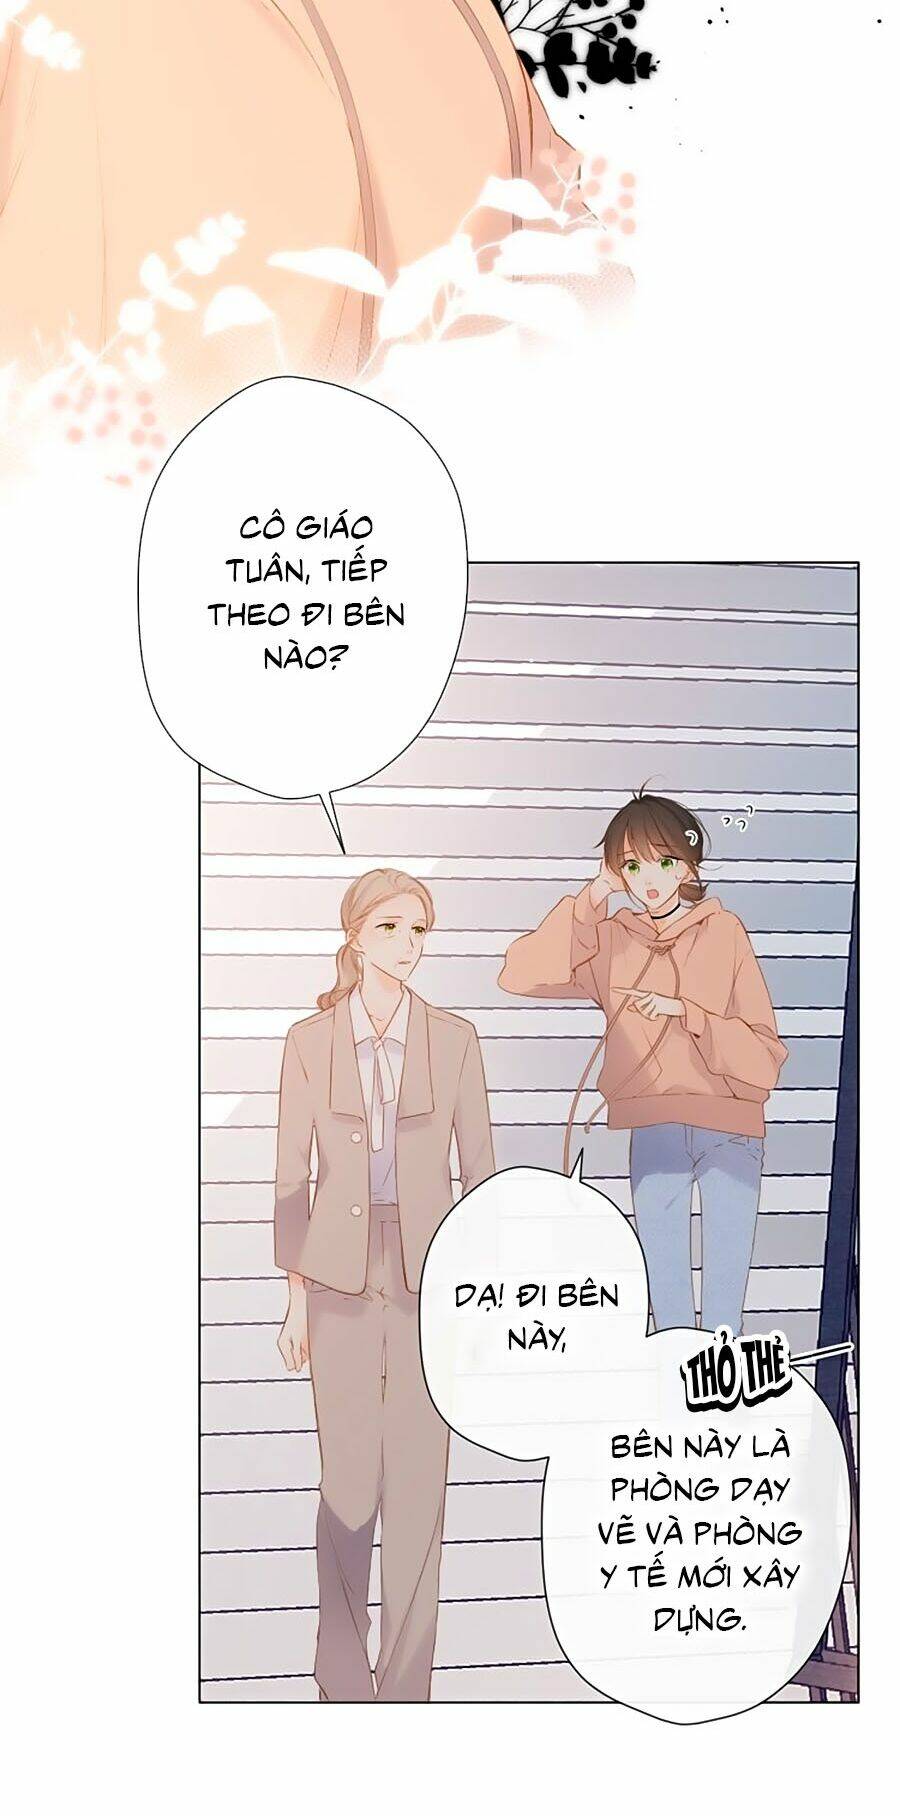 CÔ GIÁO
TUÂN, TIẾP
THEO ĐI BÊN
NÀO?
DẠ! ĐI BÊN
NÀY,
THỎ THẺ
BÊN NÀY LÀ
PHÒNG DẠY
VẼ VÀ PHÒNG
Y TẾ MỚI XÂY
DỰNG.